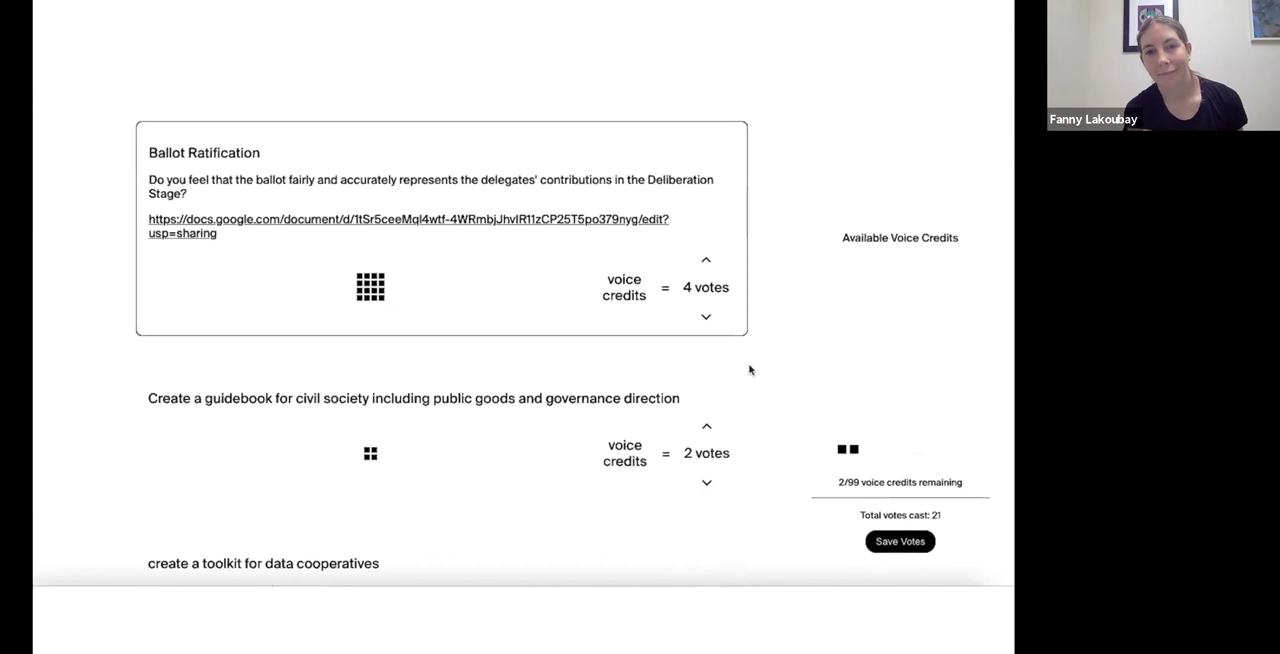 Ballot Ratification
Do you feel that the ballot fairly and accurately represents the delegates' contributions in the Deliberation
Stage?
https://docs.google.com/document/d/1tSr5ceeMql4wtf-4WRmbjJhvIR11zCP25T5po379nyg/edit?
usp=sharing
voice
credits = 4 votes
Create a guidebook for civil society including public goods and governance direction
voice
credits = 2 votes
create a toolkit for data cooperatives
Available Voice Credits
2/99 voice credits remaining
Total votes cast: 21
Save Votes
Fanny Lakoubay